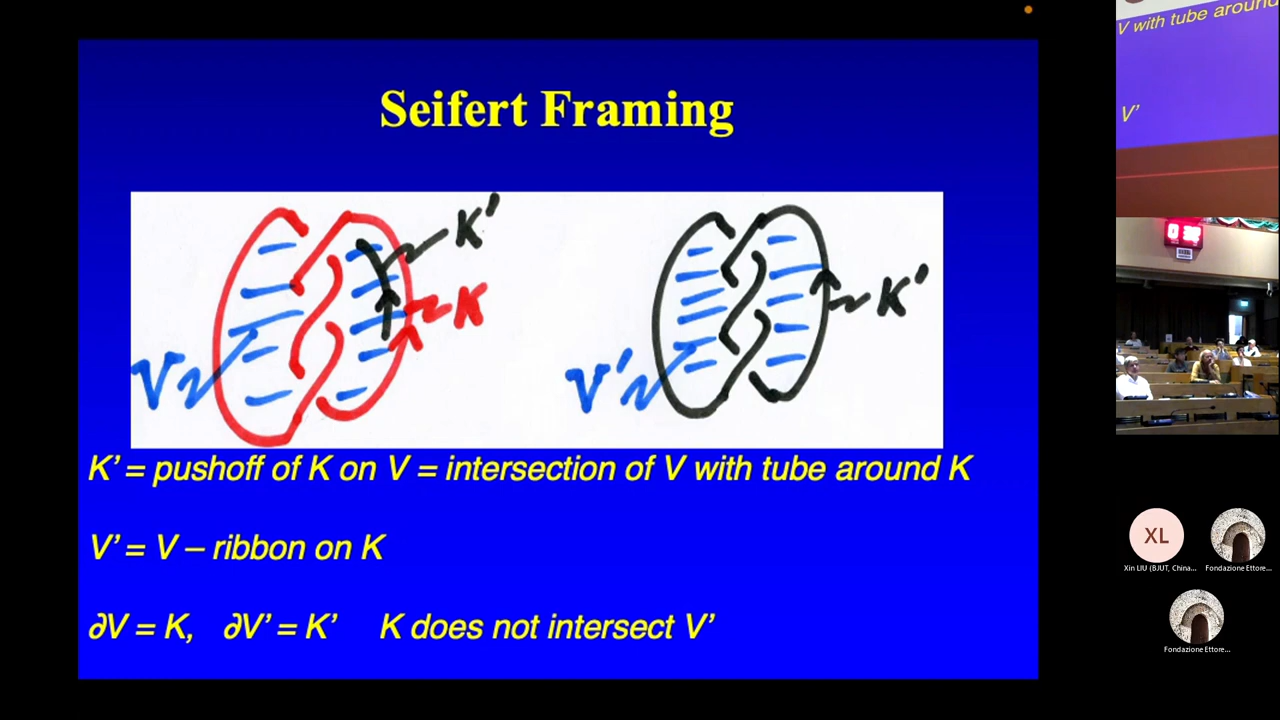 Seifert Framing
K'
K
V
K'
V'
K' = pushoff of K on V = intersection of V with tube around K
V' = V – ribbon on K
∂V = K, ∂V' = K' K does not intersect V'
V with tube around
V'
XL
Xin LIU (BJUT, China...
Fondazione Ettore...
Fondazione Ettore...